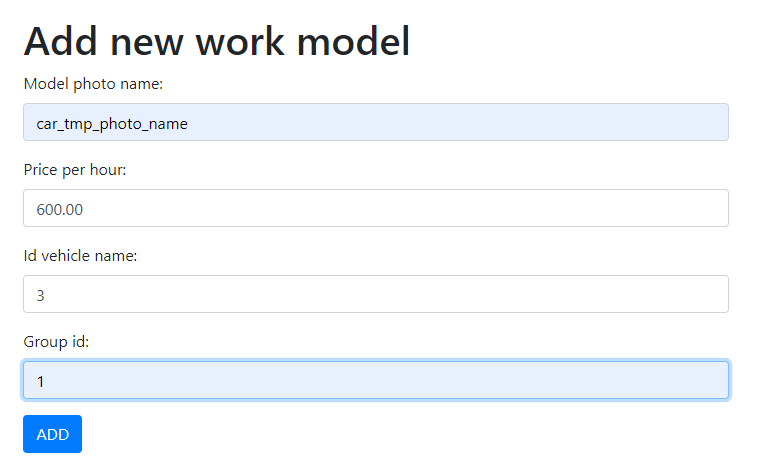 Add new work model
Model photo name:
car_tmp_photo_name
Price per hour:
600.00
Id vehicle name:
3
Group id:
1
ADD